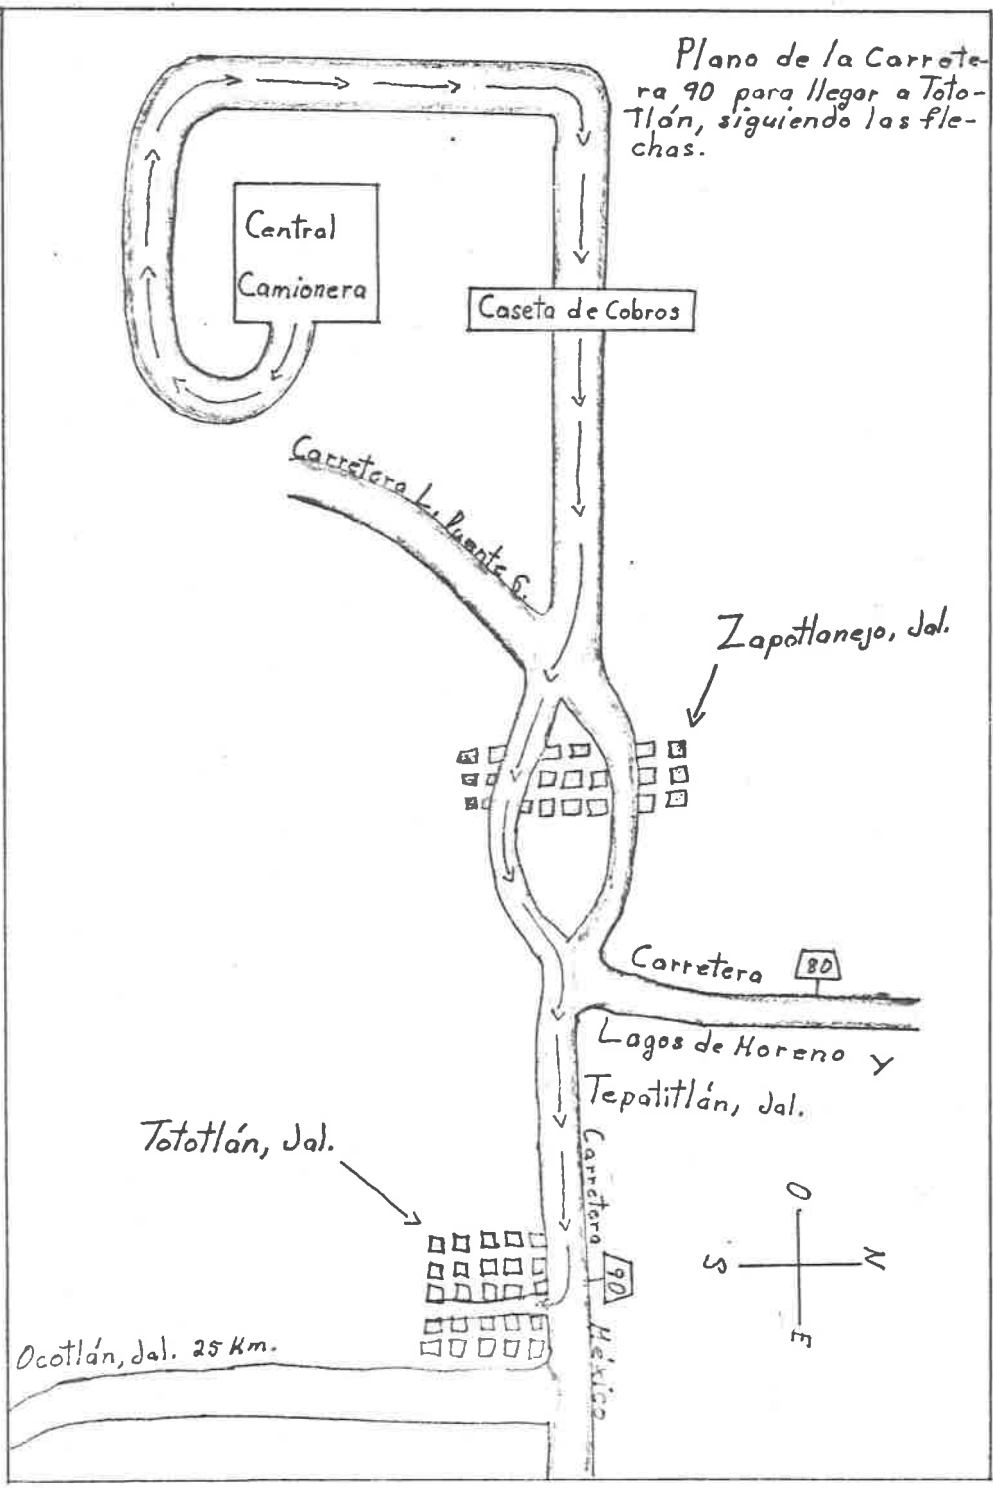 Plano de la Carrete-
ra 90 para llegar a Toto-
tlán, siguiendo las fle-
chas.
Central
Camionera
Caseta de Cobros
Carretera L. Puente G.
Zapotlanejo, Jal.
Carretera 80
Lagos de Moreno y
Tepatitlán, Jal.
Tototlán, Jal.
Carretera 90 México
O
S N
E
Ocotlán, Jal. 25 Km.